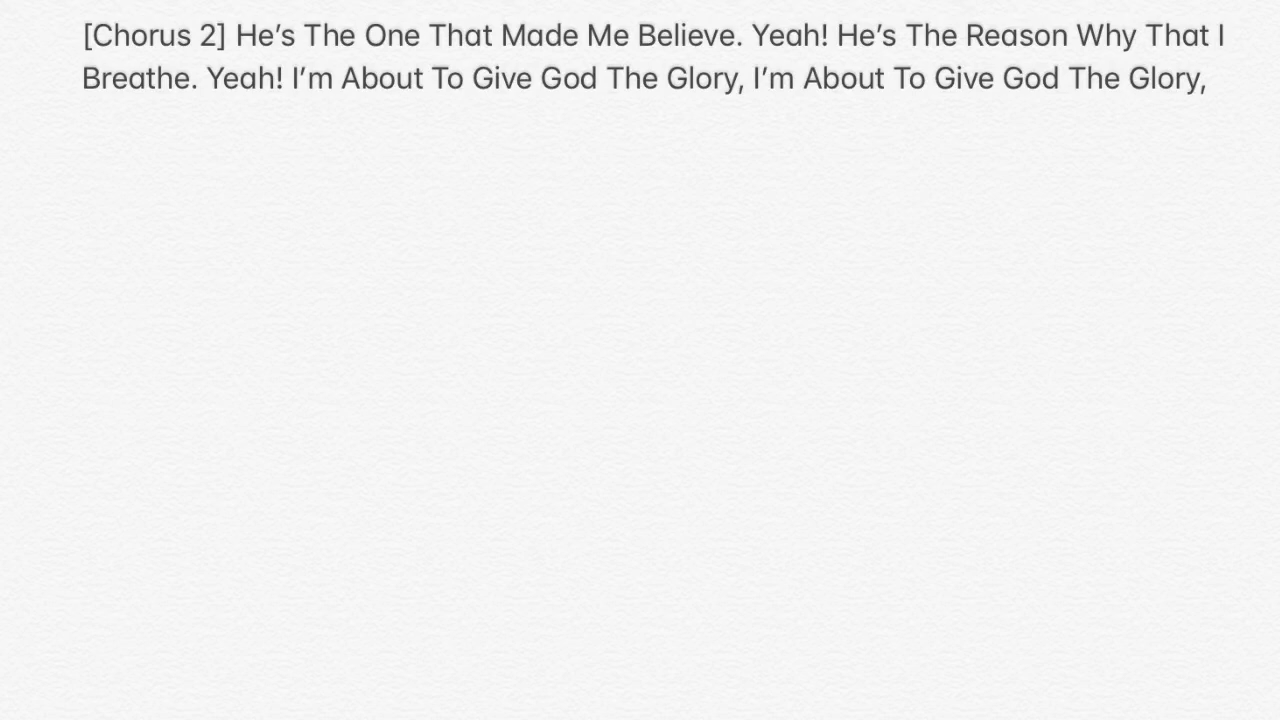 [Chorus 2] He’s The One That Made Me Believe. Yeah! He’s The Reason Why That I
Breathe. Yeah! I’m About To Give God The Glory, I’m About To Give God The Glory,